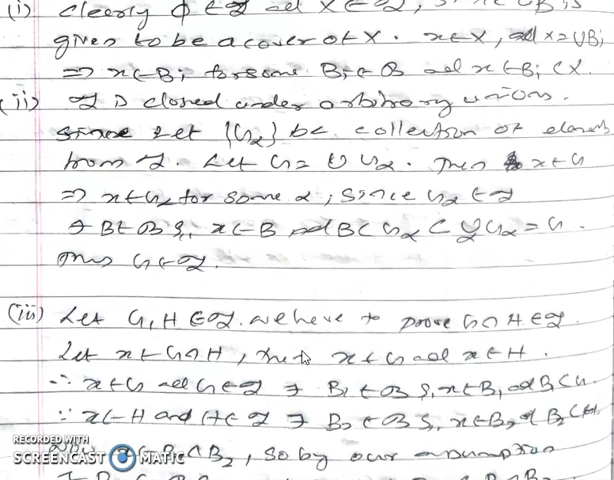 (i) clearly φ ∈ 𝒯 and X ∈ 𝒯, since ∪Bi is
given to be a cover of X. x∈X, and X=∪Bi
⇒ x∈Bi for some Bi∈B and x∈Bi⊂X.
(ii) 𝒯 is closed under arbitrary unions.
since Let {Gα} be collection of elements
from 𝒯. Let G = ∪Gα. Then x∈G
⇒ x∈Gα for some α, since Gα∈𝒯
∃ B∈B s.t. x∈B and B⊂Gα⊂∪Gα=G.
Thus G∈𝒯.
(iii) Let G,H∈𝒯. we have to prove G∩H∈𝒯
Let x∈G∩H, then x∈G and x∈H.
∴ x∈G and G∈𝒯 ∃ B1∈B s.t. x∈B1 and B1⊂G.
∵ x∈H and H∈𝒯 ∃ B2∈B s.t. x∈B2 & B2⊂H.
B1∩B2, so by our assumption
RECORDED WITH
SCREENCAST MATIC